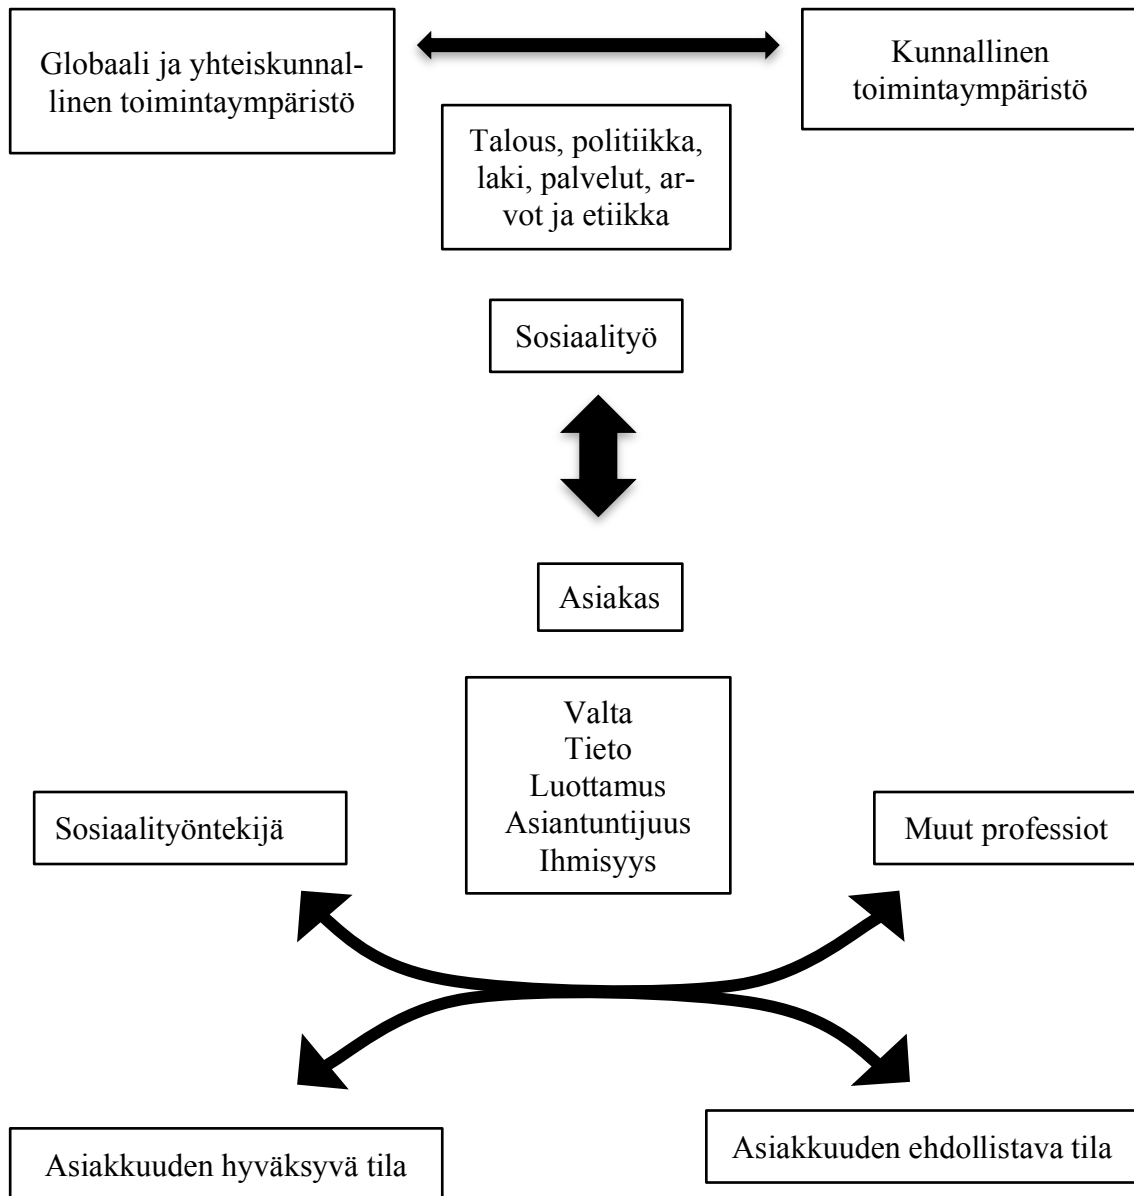 Globaali ja yhteiskunnal-
linen toimintaympäristö
Kunnallinen
toimintaympäristö
Talous, politiikka,
laki, palvelut, ar-
vot ja etiikka
Sosiaalityö
Asiakas
Valta
Tieto
Luottamus
Asiantuntijuus
Ihmisyys
Sosiaalityöntekijä
Muut professiot
Asiakkuuden hyväksyvä tila
Asiakkuuden ehdollistava tila